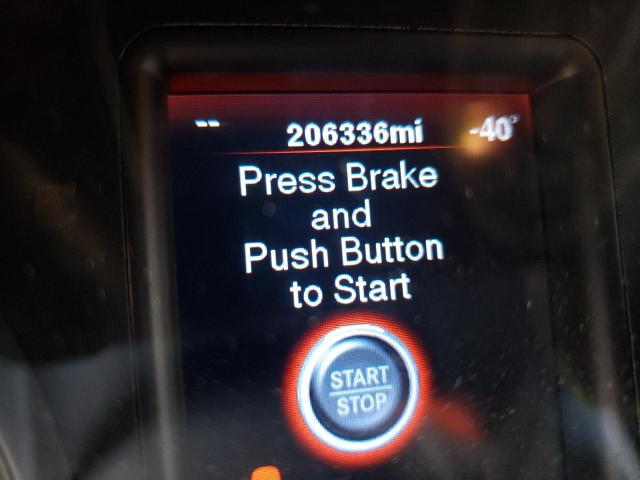 -- 206336mi -40°
Press Brake
and
Push Button
to Start
START
STOP